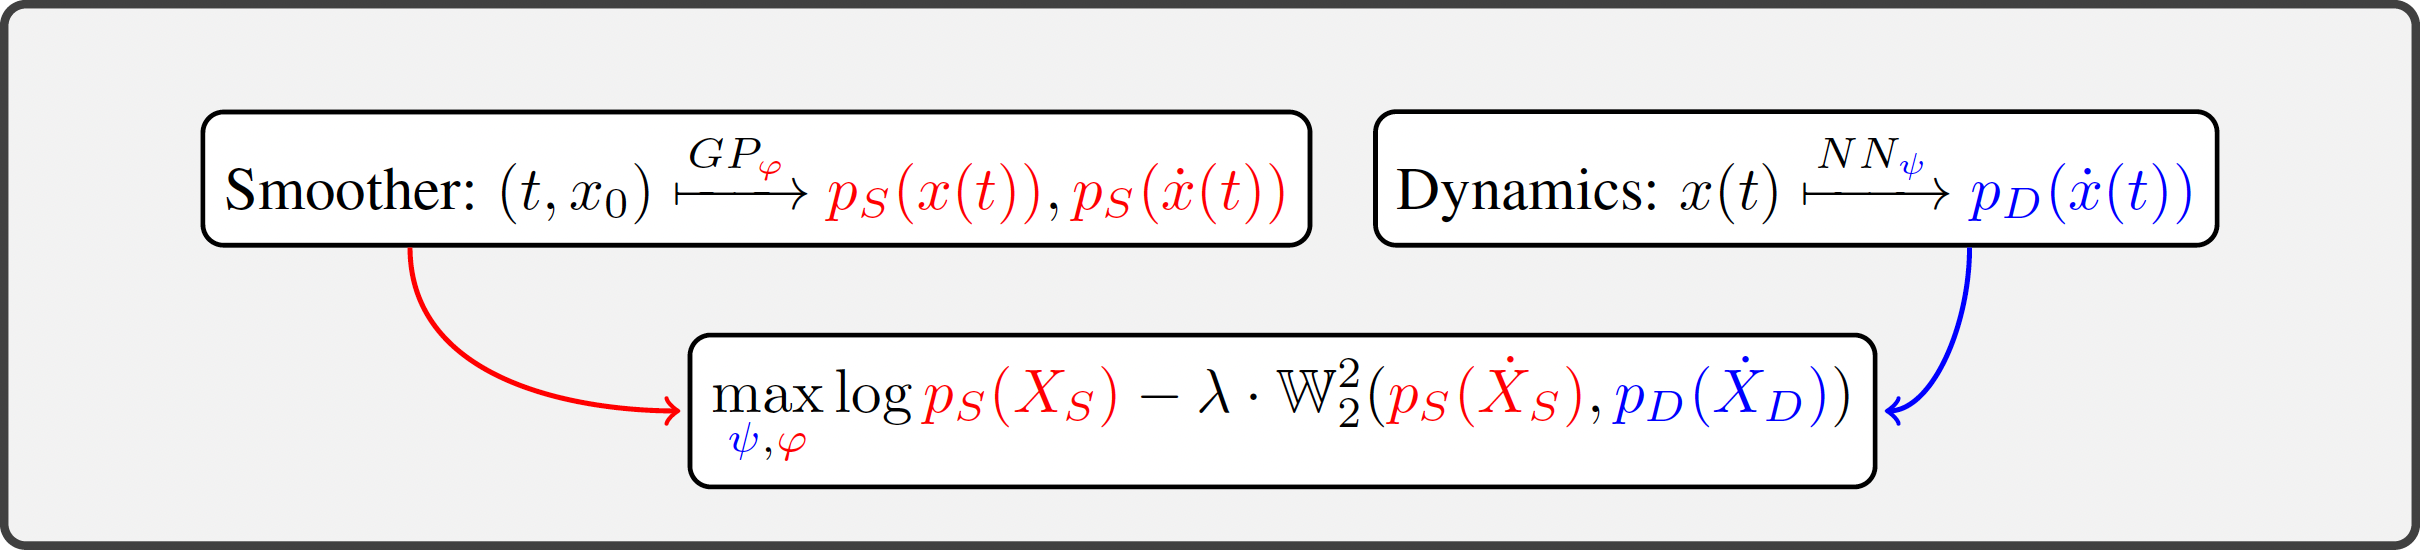 Smoother: (t, x₀) ⟼^{GP_φ} p_S(x(t)), p_S(ẋ(t))
Dynamics: x(t) ⟼^{NN_ψ} p_D(ẋ(t))
max_{ψ,φ} log p_S(X_S) − λ · 𝕎₂²(p_S(Ẋ_S), p_D(Ẋ_D))